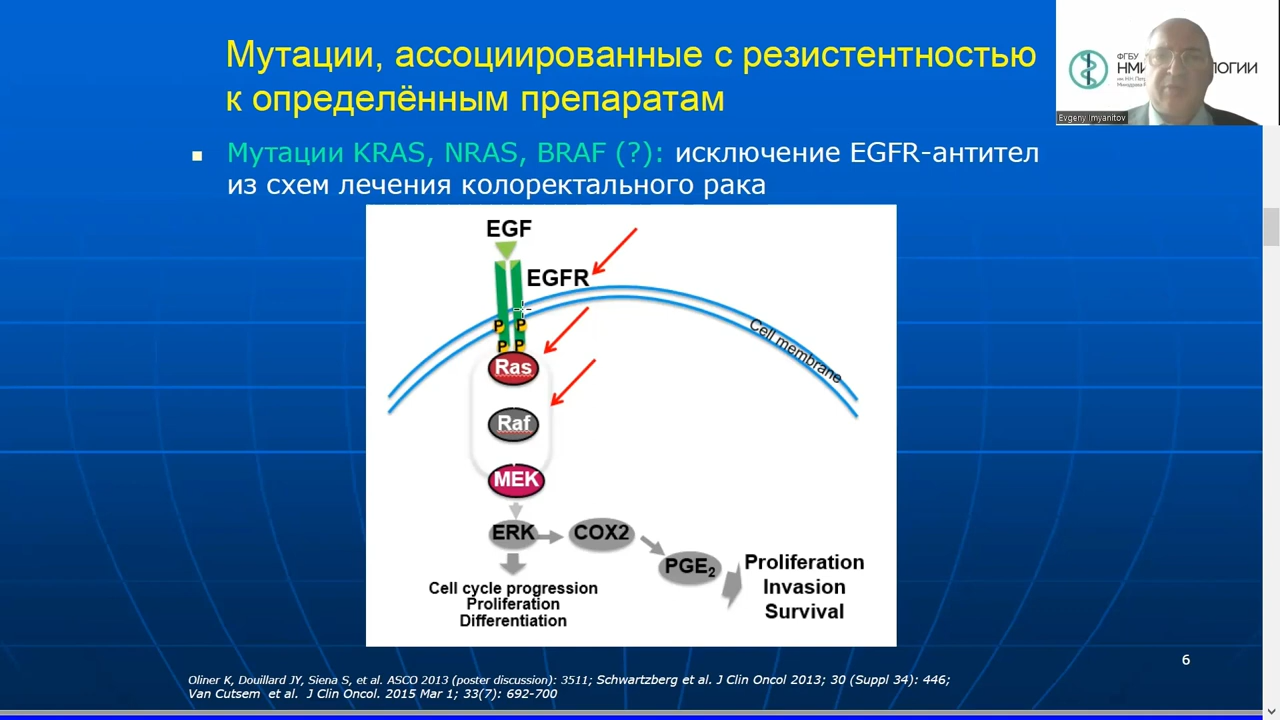 Мутации, ассоциированные с резистентностью
к определённым препаратам
ФГБУ
Evgeny Imyanitov
Мутации KRAS, NRAS, BRAF (?): исключение EGFR-антител
из схем лечения колоректального рака
EGF
EGFR
Cell membrane
P P
P P
Ras
Raf
MEK
ERK
COX2
PGE2
Cell cycle progression
Proliferation
Differentiation
Proliferation
Invasion
Survival
6
Oliner K, Douillard JY, Siena S, et al. ASCO 2013 (poster discussion): 3511; Schwartzberg et al. J Clin Oncol 2013; 30 (Suppl 34): 446;
Van Cutsem et al. J Clin Oncol. 2015 Mar 1; 33(7): 692-700